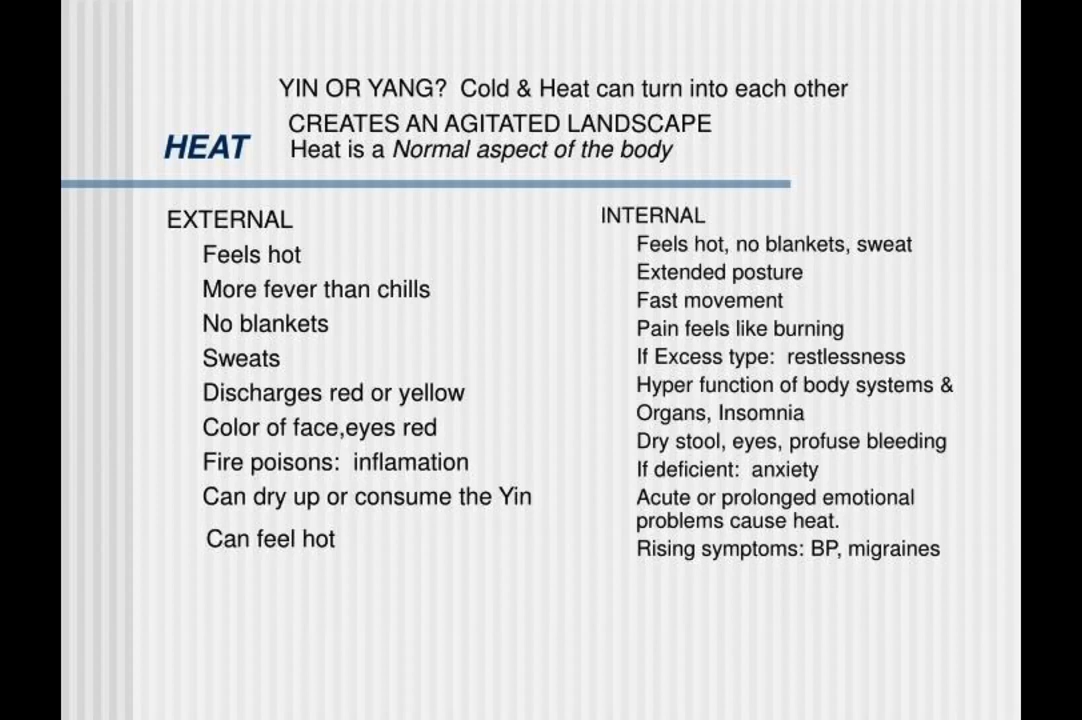 YIN OR YANG? Cold & Heat can turn into each other
CREATES AN AGITATED LANDSCAPE
HEAT
Heat is a Normal aspect of the body
EXTERNAL
Feels hot
More fever than chills
No blankets
Sweats
Discharges red or yellow
Color of face,eyes red
Fire poisons: inflamation
Can dry up or consume the Yin
Can feel hot
INTERNAL
Feels hot, no blankets, sweat
Extended posture
Fast movement
Pain feels like burning
If Excess type: restlessness
Hyper function of body systems &
Organs, Insomnia
Dry stool, eyes, profuse bleeding
If deficient: anxiety
Acute or prolonged emotional
problems cause heat.
Rising symptoms: BP, migraines